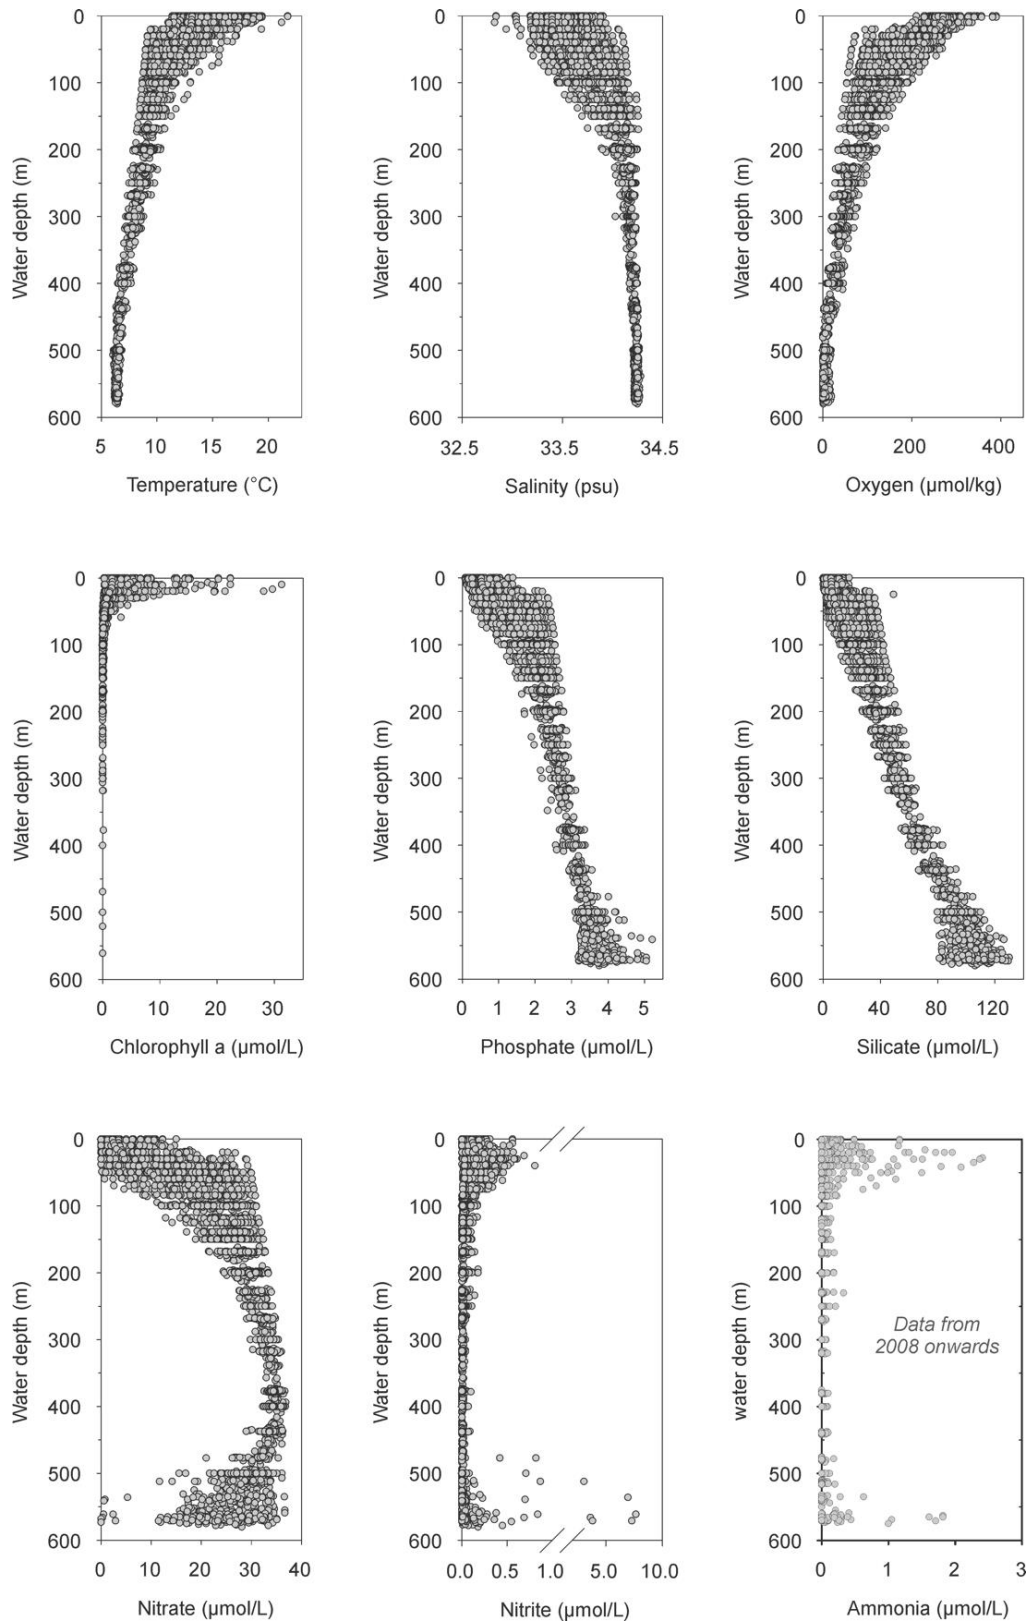 0
100
200
300
400
500
600
Water depth (m)
5 10 15 20
Temperature (°C)
0
100
200
300
400
500
600
Water depth (m)
32.5 33.5 34.5
Salinity (psu)
0
100
200
300
400
500
600
Water depth (m)
0 200 400
Oxygen (µmol/kg)
0
100
200
300
400
500
600
Water depth (m)
0 10 20 30
Chlorophyll a (µmol/L)
0
100
200
300
400
500
600
Water depth (m)
0 1 2 3 4 5
Phosphate (µmol/L)
0
100
200
300
400
500
600
Water depth (m)
0 40 80 120
Silicate (µmol/L)
0
100
200
300
400
500
600
Water depth (m)
0 10 20 30 40
Nitrate (µmol/L)
0
100
200
300
400
500
600
Water depth (m)
0.0 0.5 1.0 5.0 10.0
Nitrite (µmol/L)
0
100
200
300
400
500
600
water depth (m)
Data from
2008 onwards
0 1 2 3
Ammonia (µmol/L)